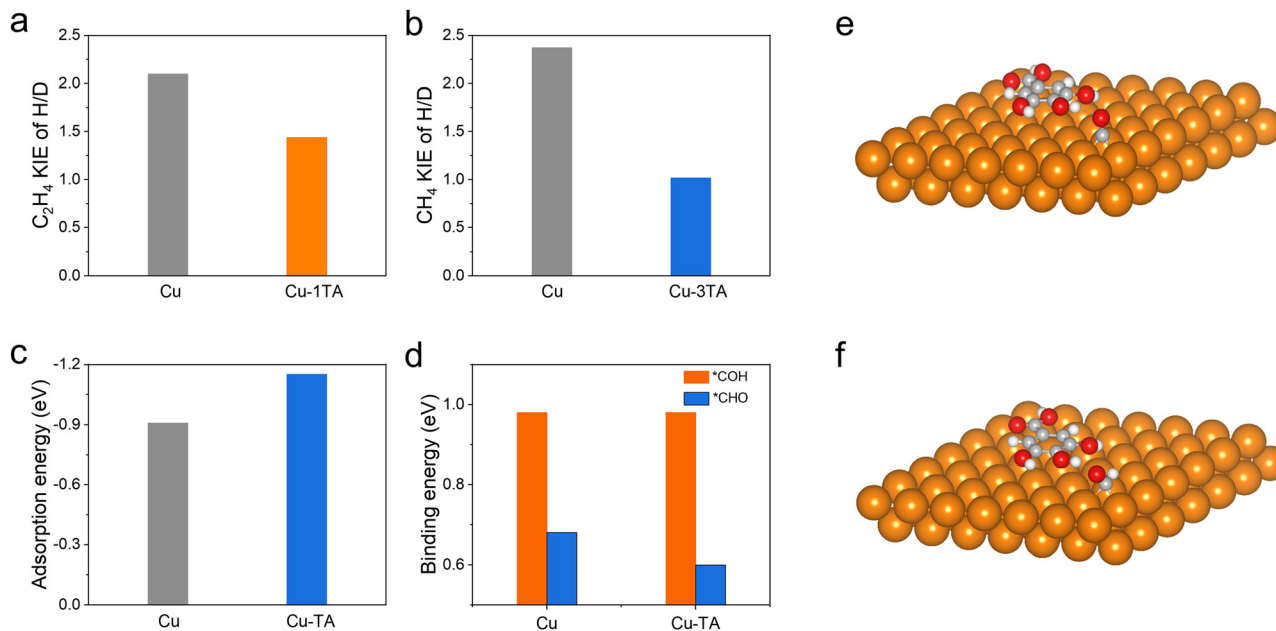 a
2.5
2.0
1.5
1.0
0.5
0.0
C₂H₄ KIE of H/D
Cu
Cu-1TA
b
2.5
2.0
1.5
1.0
0.5
0.0
CH₄ KIE of H/D
Cu
Cu-3TA
e
c
-1.2
-0.9
-0.6
-0.3
0.0
Adsorption energy (eV)
Cu
Cu-TA
d
*COH
*CHO
1.0
0.8
0.6
Binding energy (eV)
Cu
Cu-TA
f